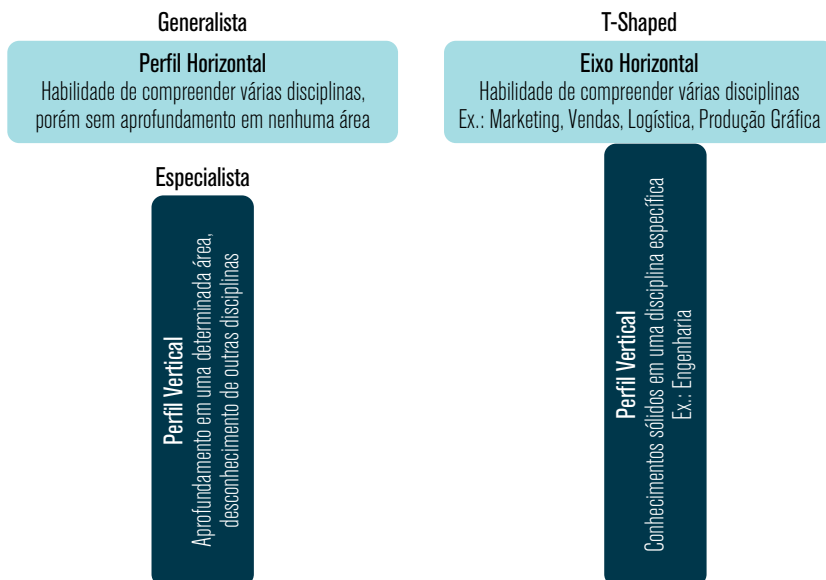 Generalista
Perfil Horizontal
Habilidade de compreender várias disciplinas,
porém sem aprofundamento em nenhuma área
Especialista
Perfil Vertical
Aprofundamento em uma determinada área,
desconhecimento de outras disciplinas
T-Shaped
Eixo Horizontal
Habilidade de compreender várias disciplinas
Ex.: Marketing, Vendas, Logística, Produção Gráfica
Perfil Vertical
Conhecimentos sólidos em uma disciplina específica
Ex.: Engenharia